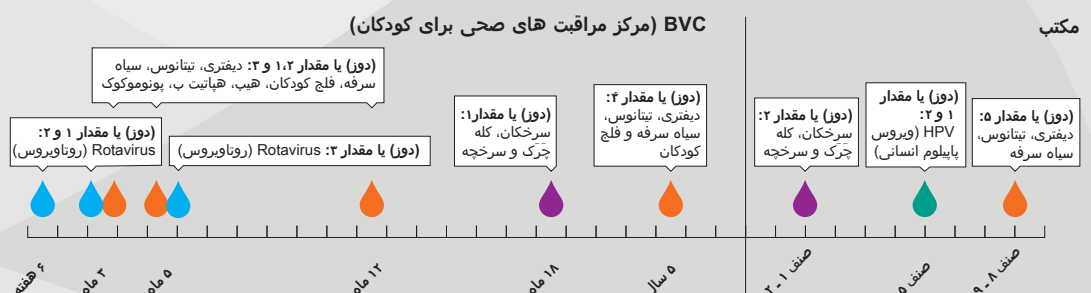 BVC (مرکز مراقبت های صحی برای کودکان)
مکتب
(دوز) یا مقدار ۱،۲ و ۳: دیفتری، تیتانوس، سیاه
سرفه، فلج کودکان، هیپ، هپاتیت ب، پونوموکوک
(دوز) یا مقدار ۱ و ۲:
Rotavirus (روتاویروس)
(دوز) یا مقدار ۳: Rotavirus (روتاویروس)
(دوز) یا مقدار۱:
سرخکان، کله
چَرَک و سرخچه
(دوز) یا مقدار ۴:
دیفتری، تیتانوس،
سیاه سرفه و فلج
کودکان
(دوز) یا مقدار ۲:
سرخکان، کله
چَرَک و سرخچه
(دوز) یا مقدار
۱ و ۲:
HPV (ویروس
پاپیلوم انسانی)
(دوز) یا مقدار ۵:
دیفتری، تیتانوس،
سیاه سرفه
۶ هفته
۳ ماه
۵ ماه
۱۲ ماه
۱۸ ماه
۵ سال
صنف ۱ - ۲
صنف ۵
صنف ۸ - ۹